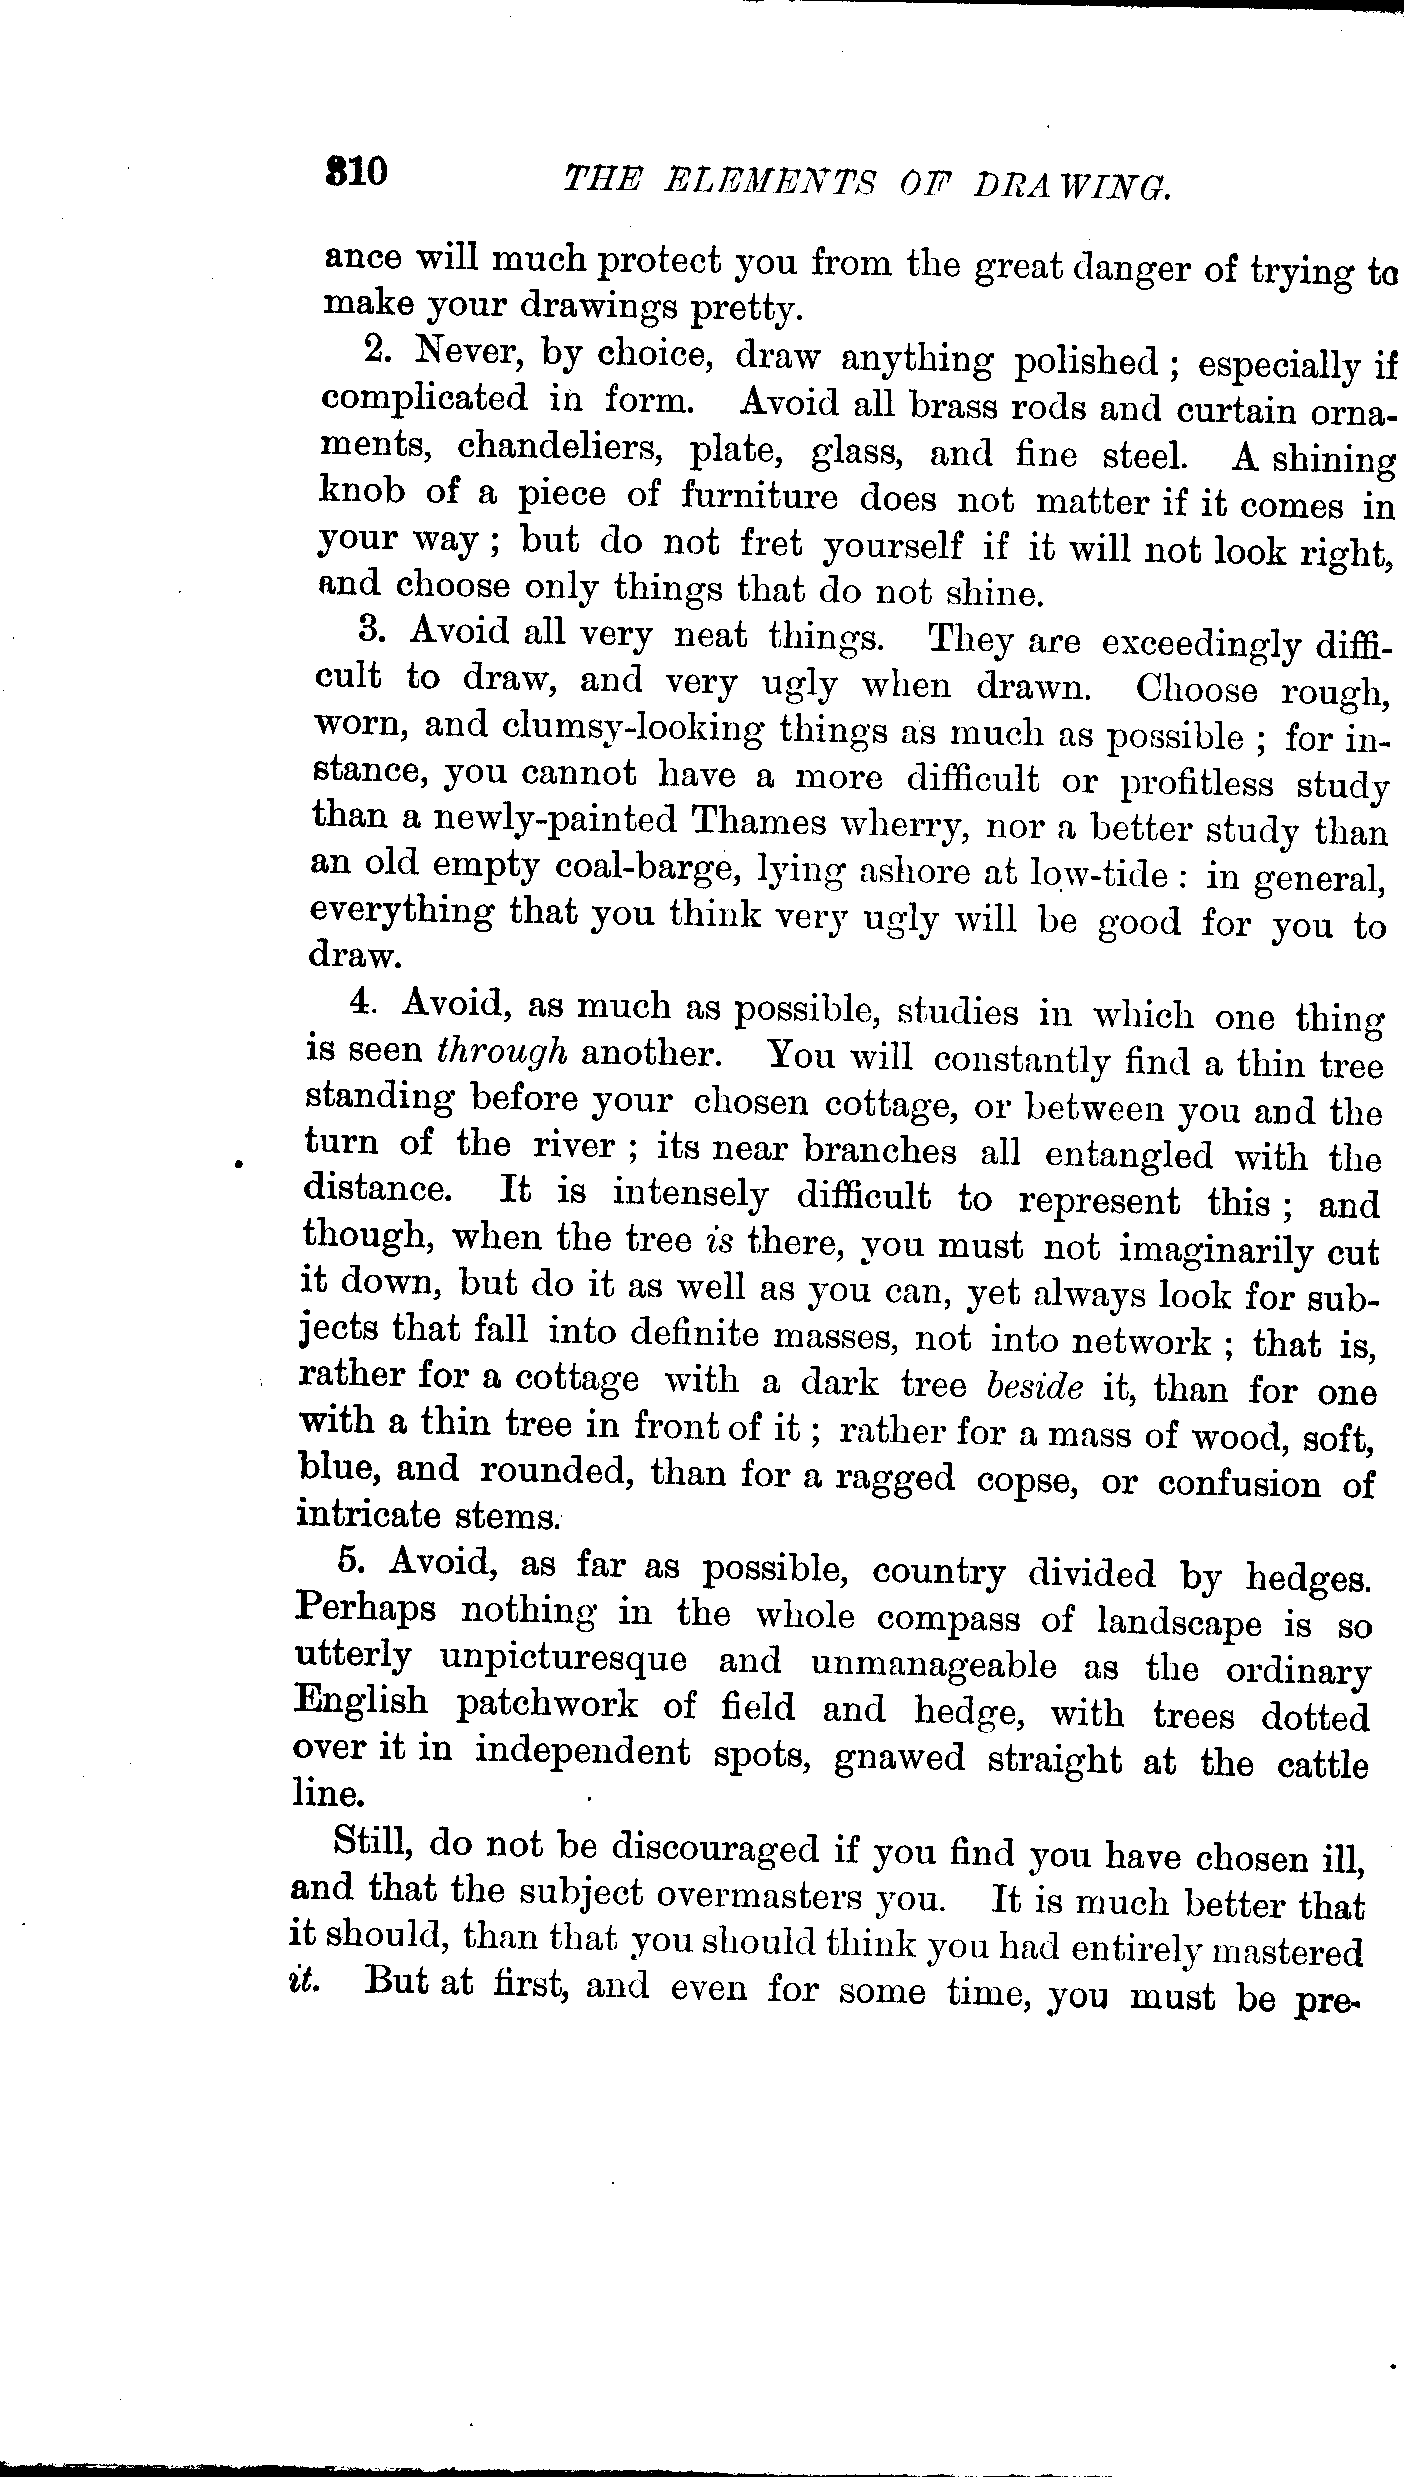 310 THE ELEMENTS OF DRAWING.
ance will much protect you from the great danger of trying to
make your drawings pretty.
2. Never, by choice, draw anything polished ; especially if
complicated in form. Avoid all brass rods and curtain orna-
ments, chandeliers, plate, glass, and fine steel. A shining
knob of a piece of furniture does not matter if it comes in
your way ; but do not fret yourself if it will not look right,
and choose only things that do not shine.
3. Avoid all very neat things. They are exceedingly diffi-
cult to draw, and very ugly when drawn. Choose rough,
worn, and clumsy-looking things as much as possible ; for in-
stance, you cannot have a more difficult or profitless study
than a newly-painted Thames wherry, nor a better study than
an old empty coal-barge, lying ashore at low-tide : in general,
everything that you think very ugly will be good for you to
draw.
4. Avoid, as much as possible, studies in which one thing
is seen through another. You will constantly find a thin tree
standing before your chosen cottage, or between you and the
turn of the river ; its near branches all entangled with the
distance. It is intensely difficult to represent this ; and
though, when the tree is there, you must not imaginarily cut
it down, but do it as well as you can, yet always look for sub-
jects that fall into definite masses, not into network ; that is,
rather for a cottage with a dark tree beside it, than for one
with a thin tree in front of it ; rather for a mass of wood, soft,
blue, and rounded, than for a ragged copse, or confusion of
intricate stems.
5. Avoid, as far as possible, country divided by hedges.
Perhaps nothing in the whole compass of landscape is so
utterly unpicturesque and unmanageable as the ordinary
English patchwork of field and hedge, with trees dotted
over it in independent spots, gnawed straight at the cattle
line.
Still, do not be discouraged if you find you have chosen ill,
and that the subject overmasters you. It is much better that
it should, than that you should think you had entirely mastered
it. But at first, and even for some time, you must be pre-